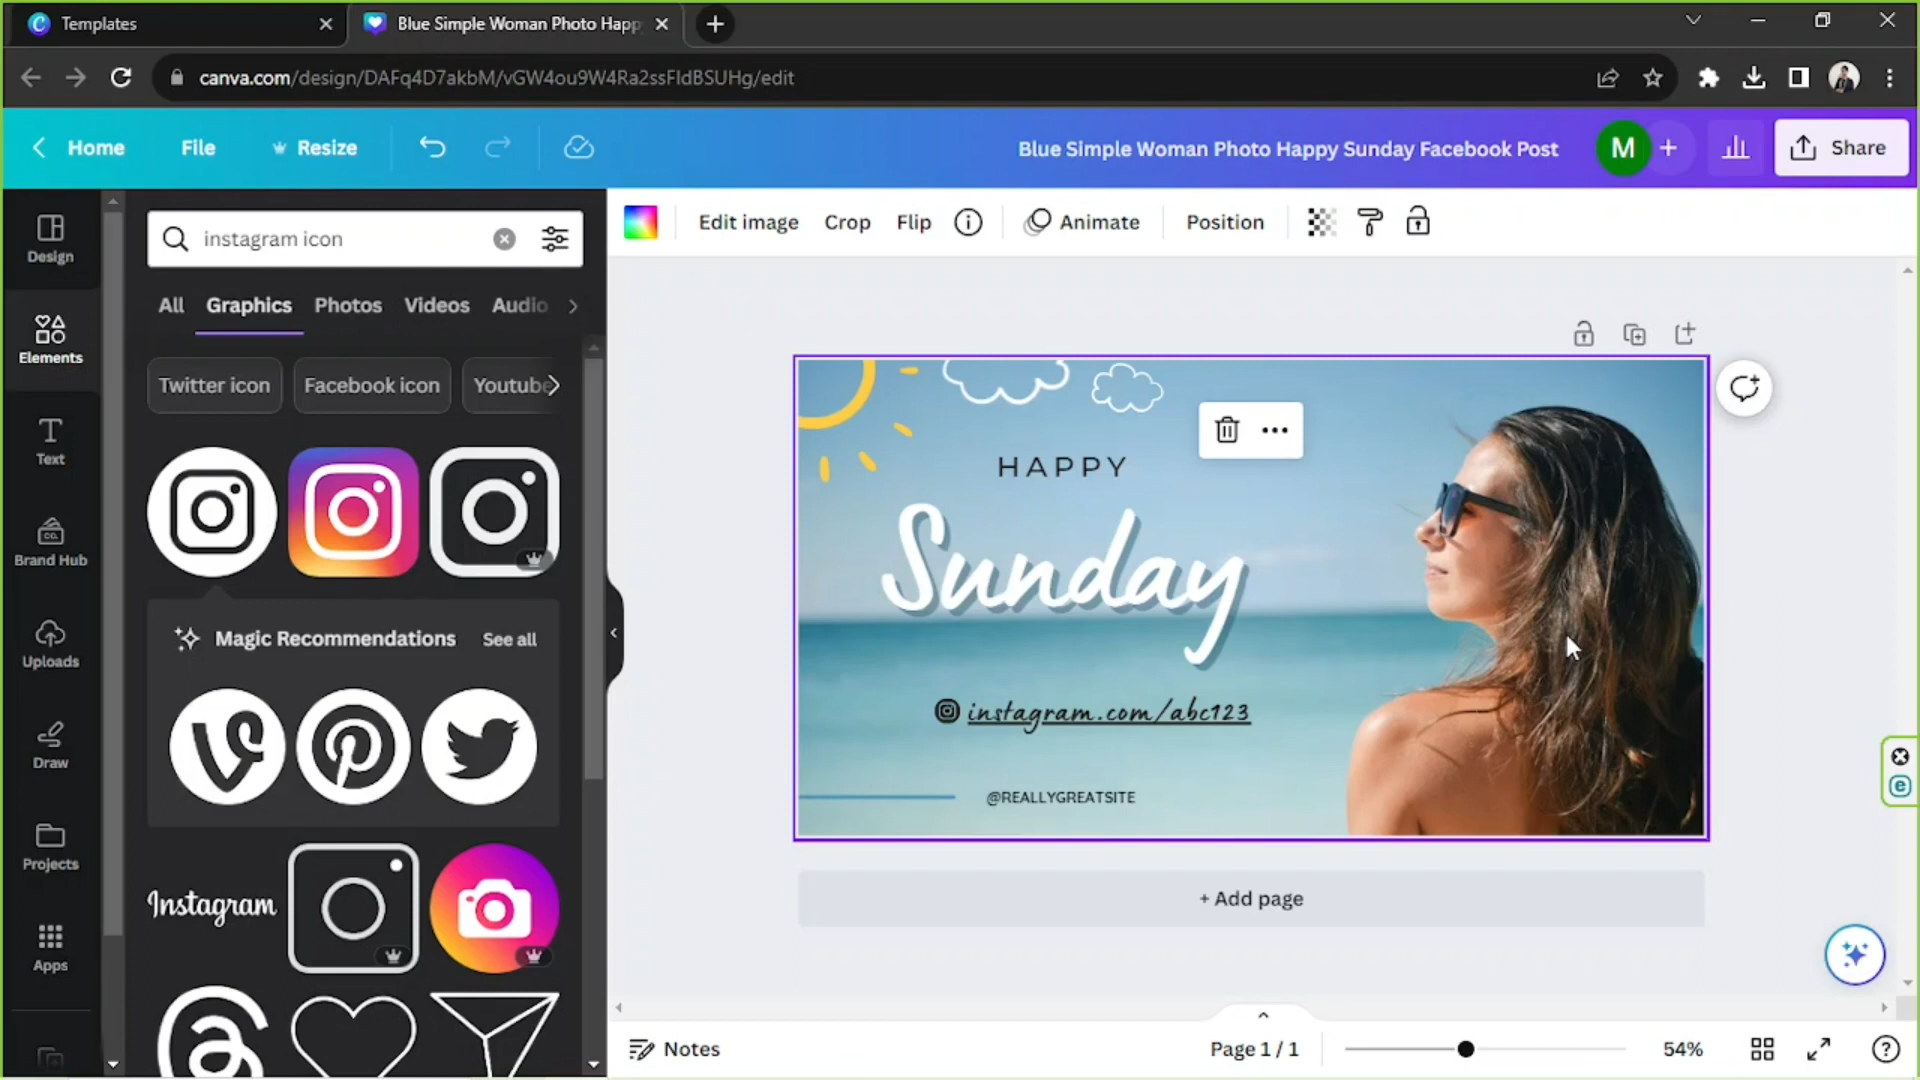 Templates
Blue Simple Woman Photo Happ
canva.com/design/DAFq4D7akbM/vGW4ou9W4Ra2ssFIdBSUHg/edit
Home File Resize
Blue Simple Woman Photo Happy Sunday Facebook Post
M
Share
Design
Elements
Text
Brand Hub
Uploads
Draw
Projects
Apps
instagram icon
All Graphics Photos Videos Audio
Twitter icon Facebook icon Youtube
Magic Recommendations See all
Instagram
Edit image Crop Flip Animate Position
HAPPY
Sunday
instagram.com/abc123
@REALLYGREATSITE
+ Add page
Notes
Page 1 / 1
54%